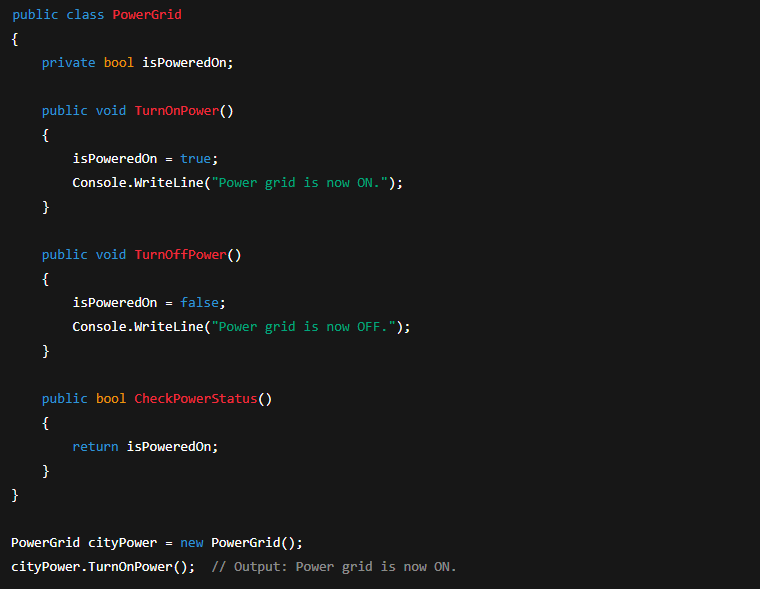 public class PowerGrid
{
    private bool isPoweredOn;

    public void TurnOnPower()
    {
        isPoweredOn = true;
        Console.WriteLine("Power grid is now ON.");
    }

    public void TurnOffPower()
    {
        isPoweredOn = false;
        Console.WriteLine("Power grid is now OFF.");
    }

    public bool CheckPowerStatus()
    {
        return isPoweredOn;
    }
}

PowerGrid cityPower = new PowerGrid();
cityPower.TurnOnPower();  // Output: Power grid is now ON.